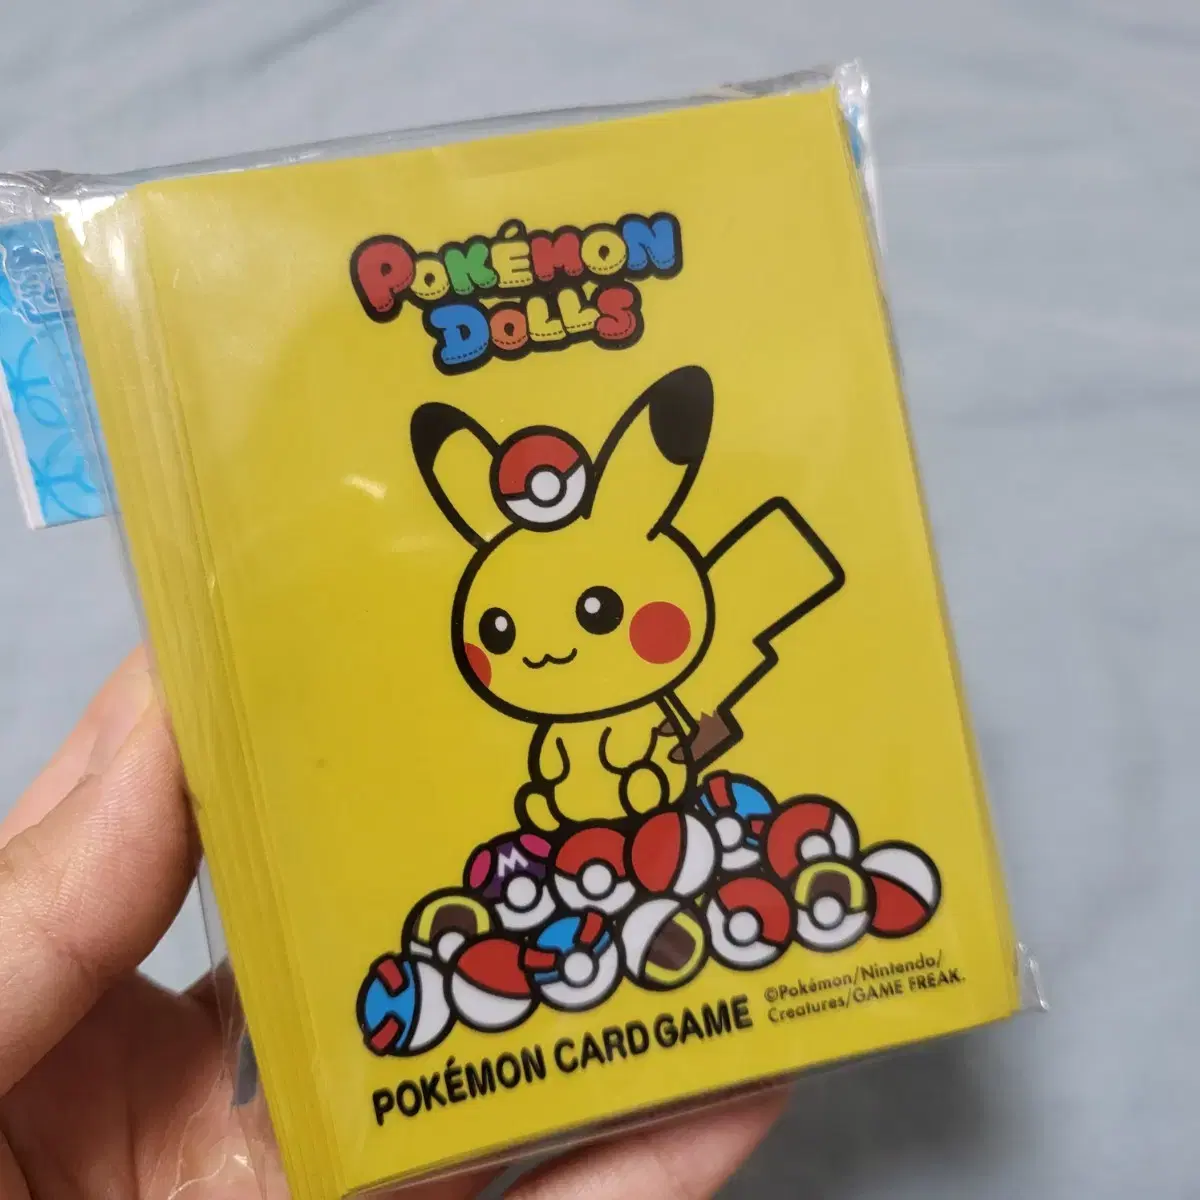 POKÉMON
DOLLS
M
©Pokémon/Nintendo/
Creatures/GAME FREAK.
POKÉMON CARD GAME